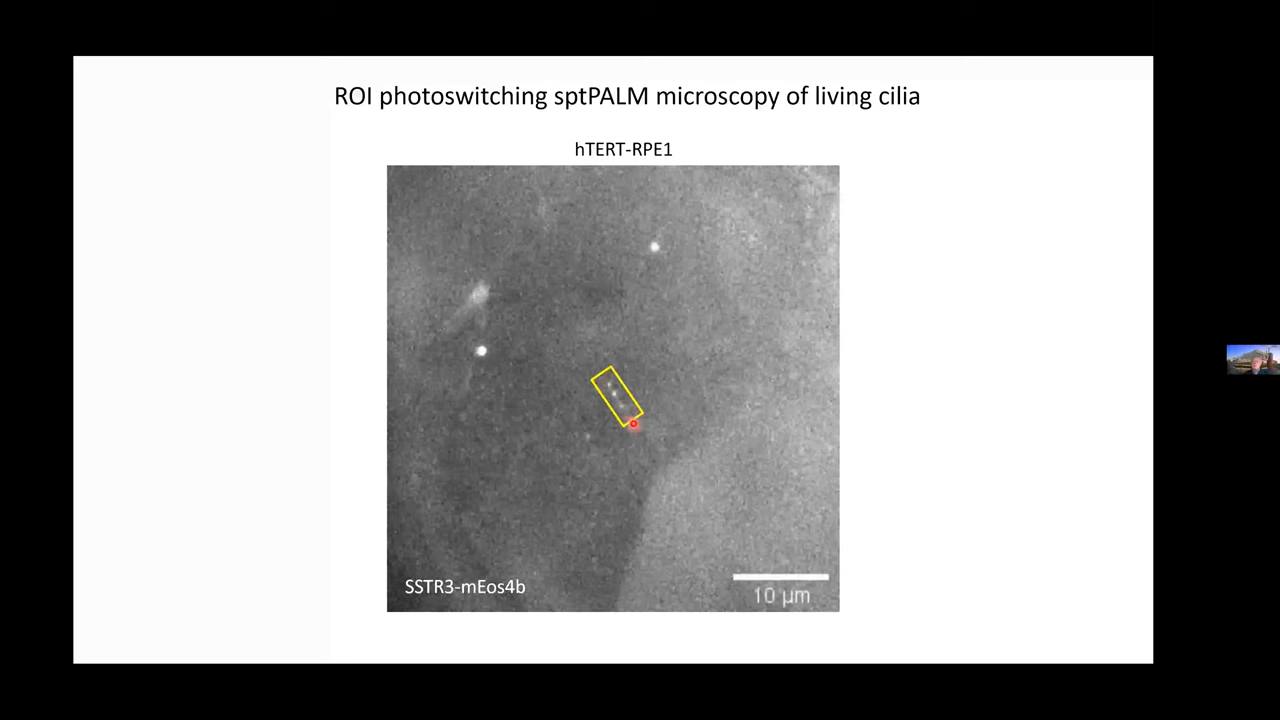 ROI photoswitching sptPALM microscopy of living cilia
hTERT-RPE1
SSTR3-mEos4b
10 µm